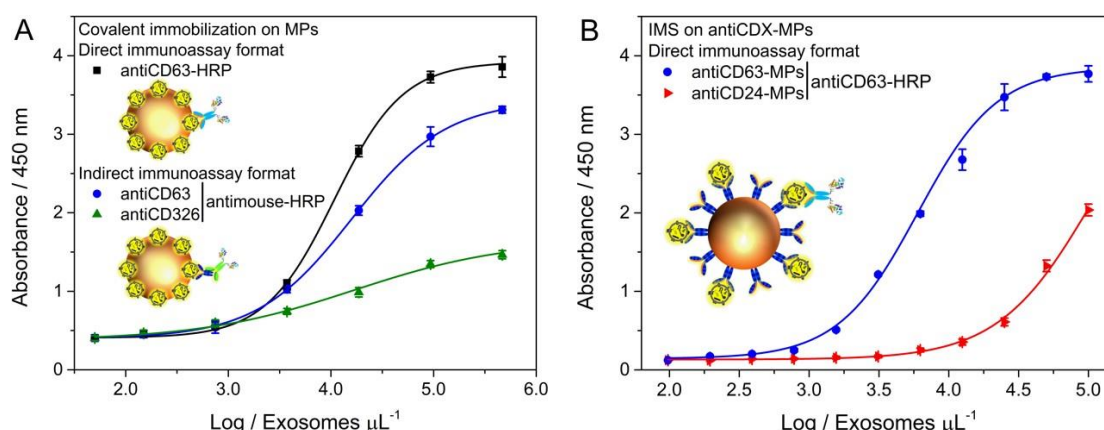 A
Covalent immobilization on MPs
Direct immunoassay format
antiCD63-HRP
Indirect immunoassay format
antiCD63
antiCD326
antimouse-HRP
Absorbance / 450 nm
4
3
2
1
0
2.0 3.0 4.0 5.0 6.0
Log / Exosomes μL⁻¹
B
IMS on antiCDX-MPs
Direct immunoassay format
antiCD63-MPs
antiCD24-MPs
antiCD63-HRP
Absorbance / 450 nm
4
3
2
1
0
2.0 2.5 3.0 3.5 4.0 4.5 5.0
Log / Exosomes μL⁻¹